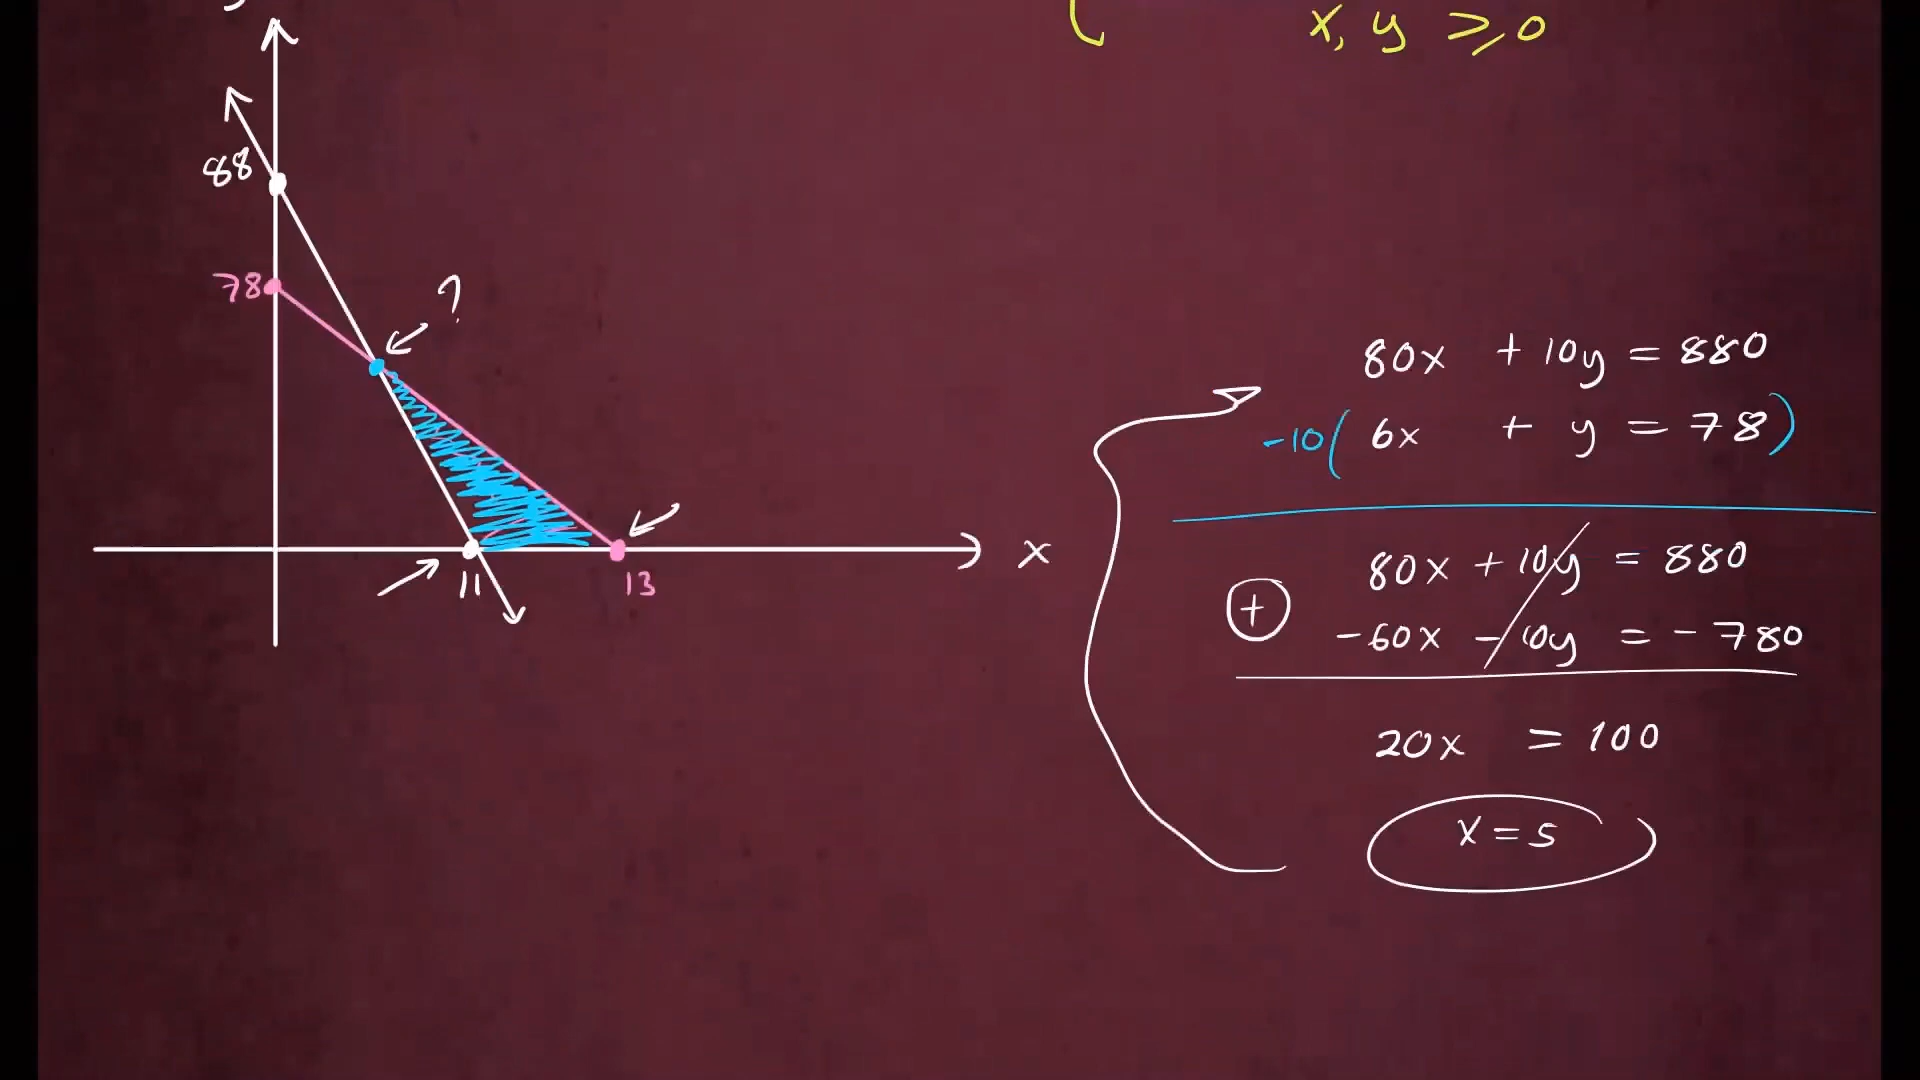 x, y ≥ 0
88
78
?
11
13
x
80x + 10y = 880
-10( 6x + y = 78)
80x + 10y = 880
+
-60x - 10y = - 780
20x = 100
x = 5